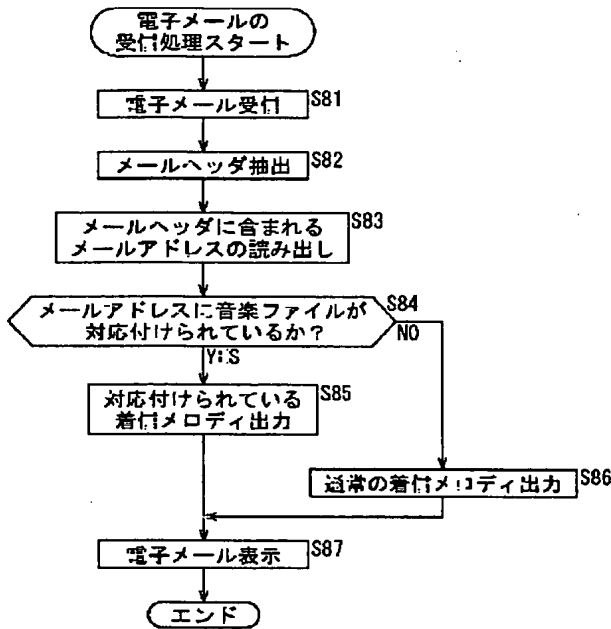 電子メールの
受信処理スタート
電子メール受信 S81
メールヘッダ抽出 S82
メールヘッダに含まれる
メールアドレスの読み出し S83
メールアドレスに音楽ファイルが
対応付けられているか？ S84
NO
YES
対応付けられている
着信メロディ出力 S85
通常の着信メロディ出力 S86
電子メール表示 S87
エンド